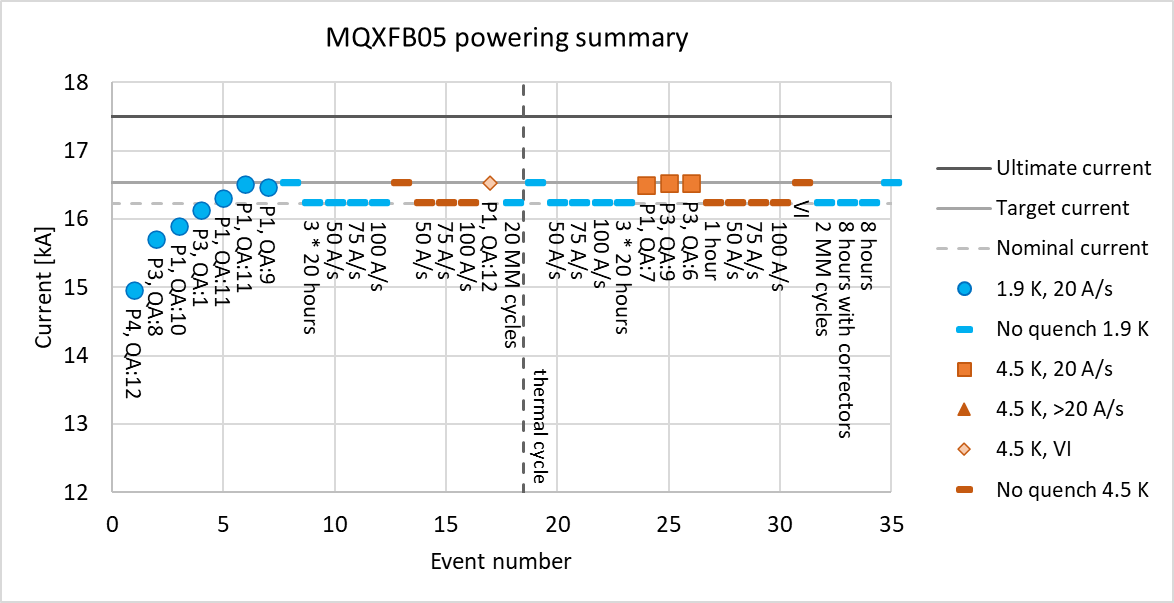 MQXFB05 powering summary
18
17
16
15
14
13
12
Current [kA]
0
5
10
15
20
25
30
35
Event number
P4, QA:12
P3, QA:8
P1, QA:10
P3, QA:1
P1, QA:11
P1, QA:11
P1, QA:9
3 * 20 hours
50 A/s
75 A/s
100 A/s
50 A/s
75 A/s
100 A/s
P1, QA:12
20 MM cycles
thermal cycle
50 A/s
75 A/s
100 A/s
3 * 20 hours
P1, QA:7
P3, QA:9
P3, QA:6
1 hour
50 A/s
75 A/s
100 A/s
VI
2 MM cycles
8 hours with correctors
8 hours
Ultimate current
Target current
Nominal current
1.9 K, 20 A/s
No quench 1.9 K
4.5 K, 20 A/s
4.5 K, >20 A/s
4.5 K, VI
No quench 4.5 K